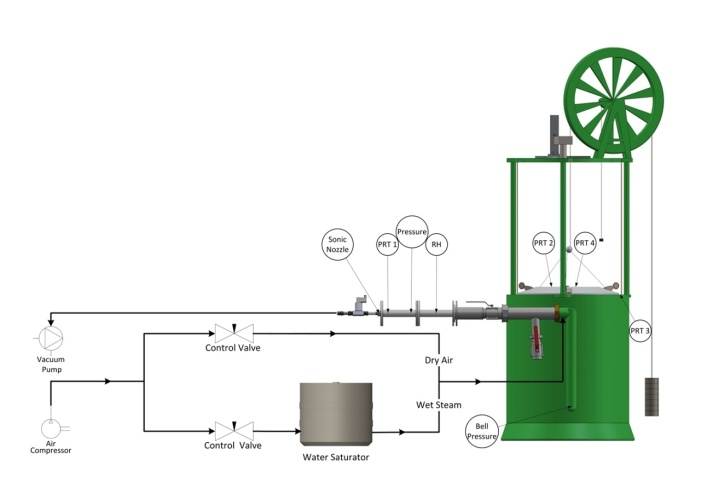 Sonic
Nozzle
PRT 1
Pressure
RH
PRT 2
PRT 4
PRT 3
Vacuum
Pump
Control Valve
Dry Air
Wet Steam
Air
Compressor
Control Valve
Water Saturator
Bell
Pressure